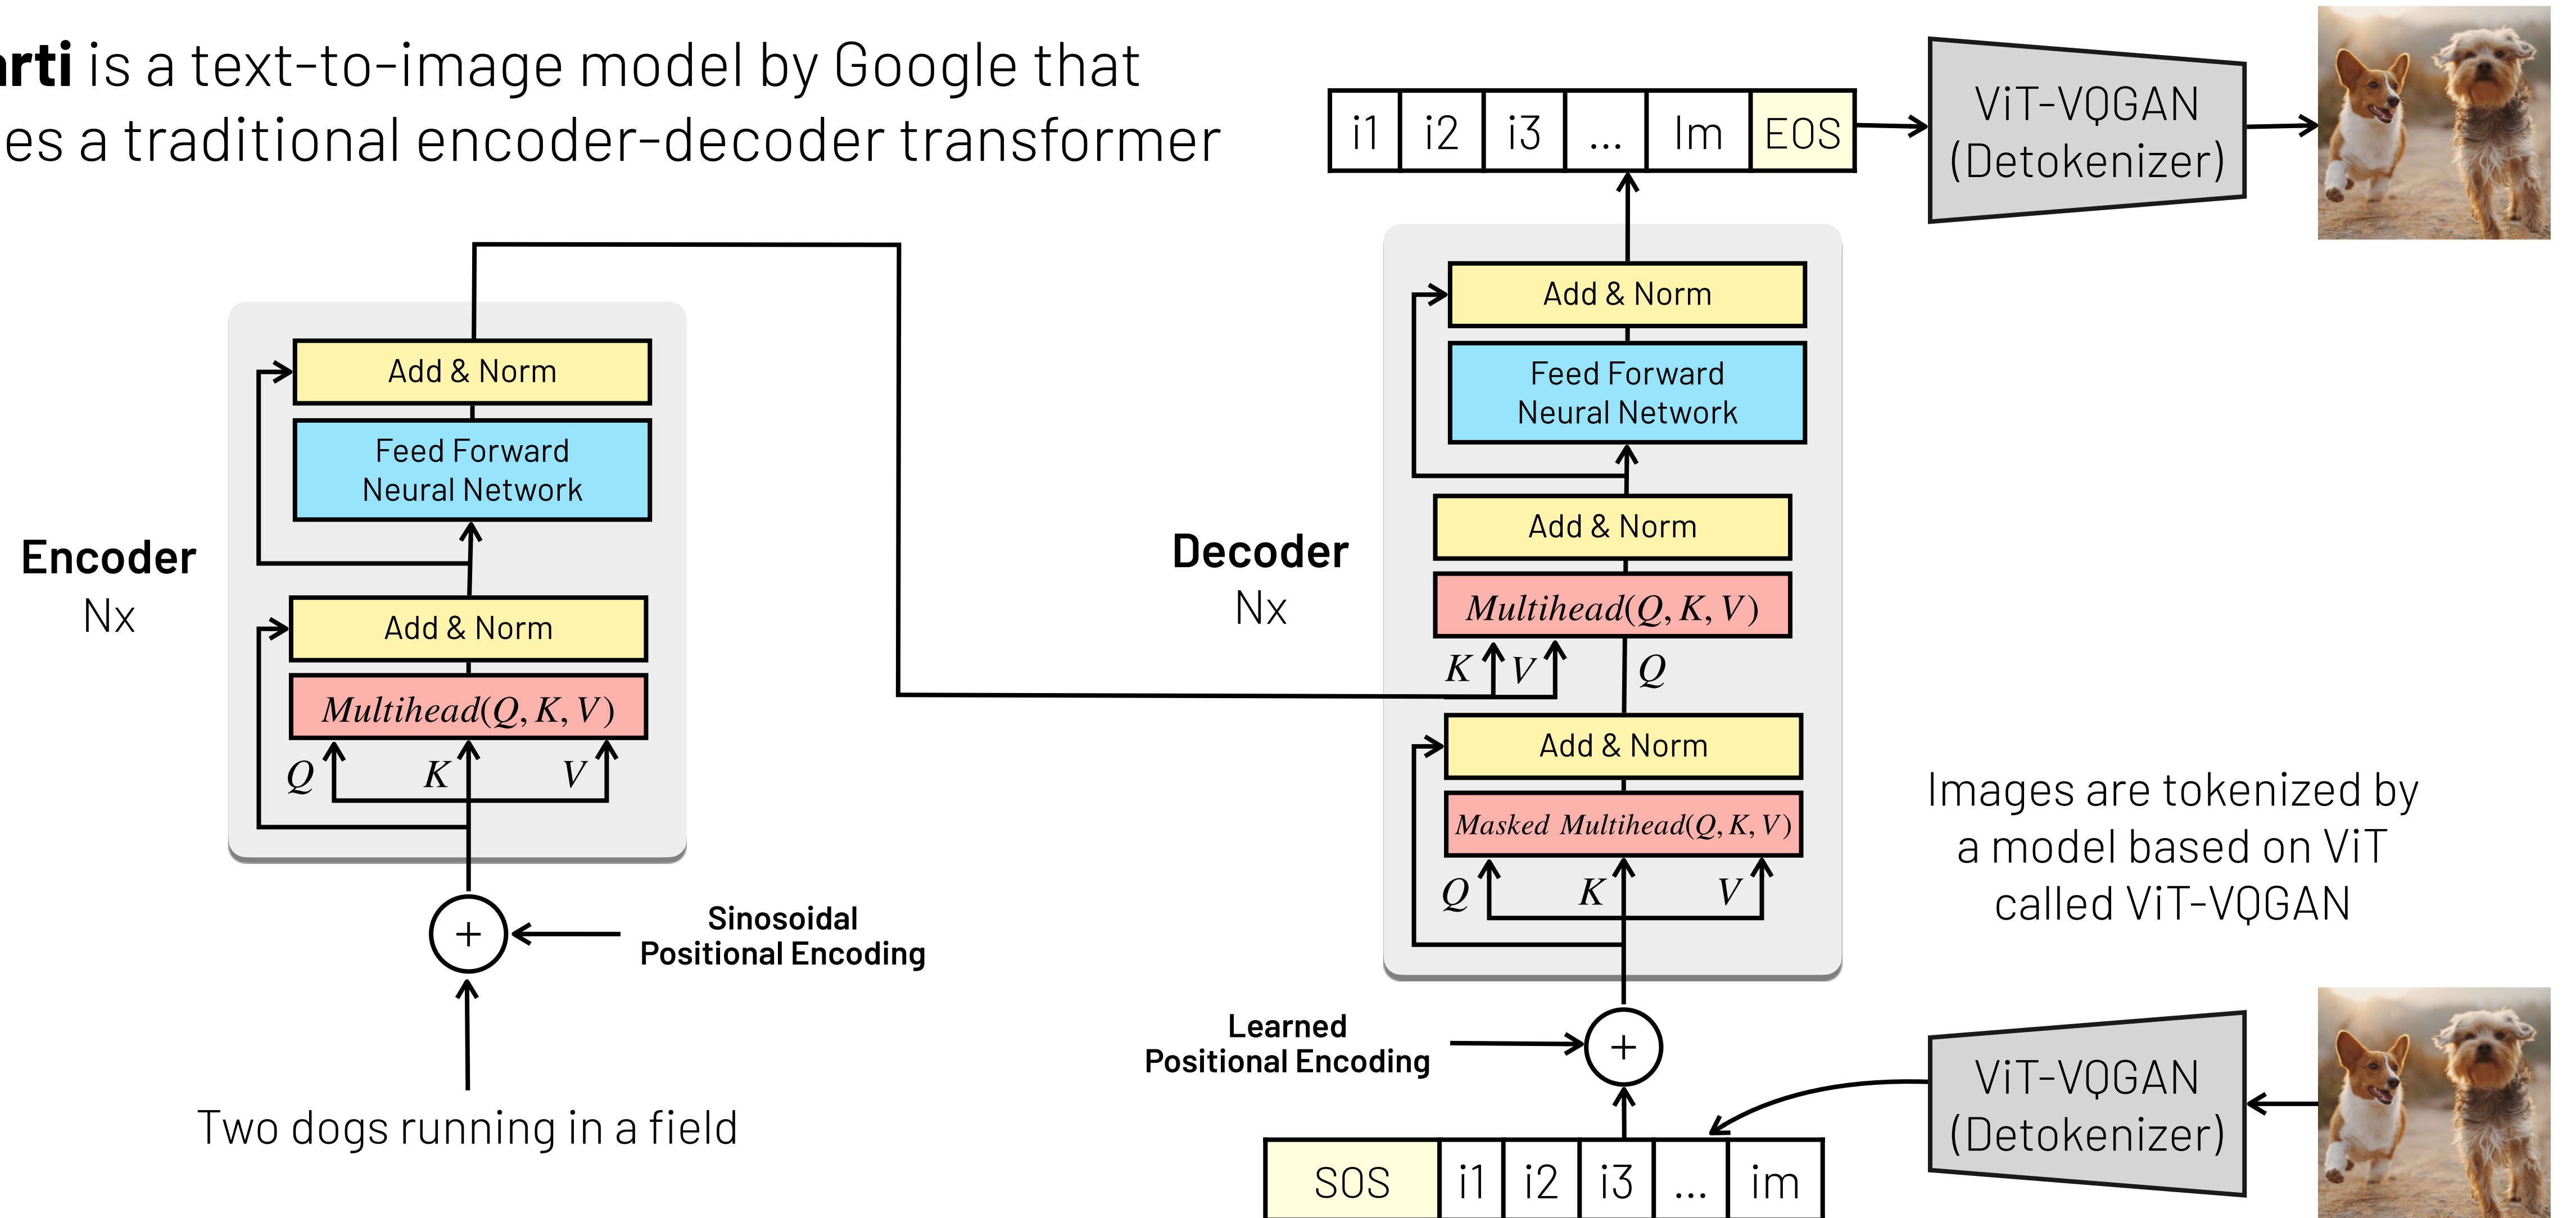 arti is a text-to-image model by Google that
es a traditional encoder-decoder transformer
i1 i2 i3 ... Im EOS
ViT-VQGAN
(Detokenizer)
Encoder
Nx
Add & Norm
Feed Forward
Neural Network
Add & Norm
Multihead(Q, K, V)
Q K V
+
Sinosoidal
Positional Encoding
Two dogs running in a field
Decoder
Nx
Add & Norm
Feed Forward
Neural Network
Add & Norm
Multihead(Q, K, V)
K V Q
Add & Norm
Masked Multihead(Q, K, V)
Q K V
Learned
Positional Encoding
+
SOS i1 i2 i3 ... im
Images are tokenized by
a model based on ViT
called ViT-VQGAN
ViT-VQGAN
(Detokenizer)